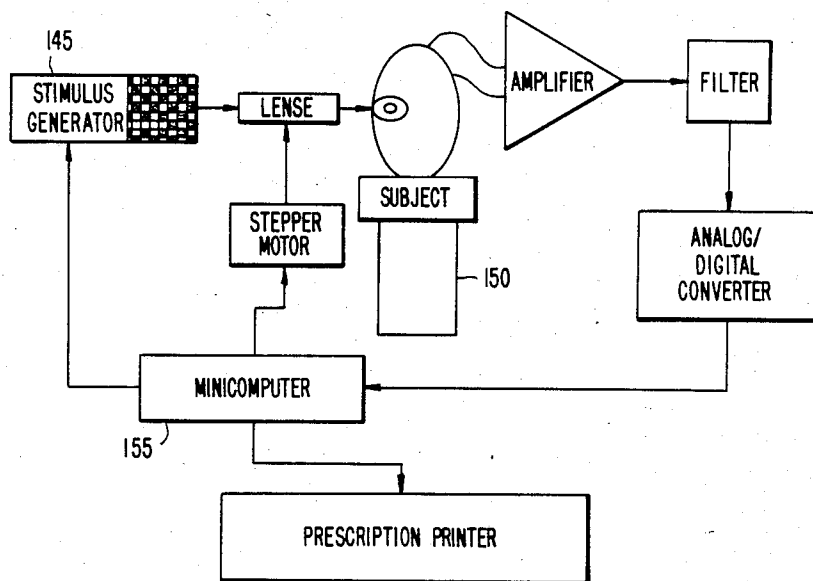 145
STIMULUS
GENERATOR
LENSE
AMPLIFIER
FILTER
SUBJECT
STEPPER
MOTOR
150
ANALOG/
DIGITAL
CONVERTER
MINICOMPUTER
155
PRESCRIPTION PRINTER